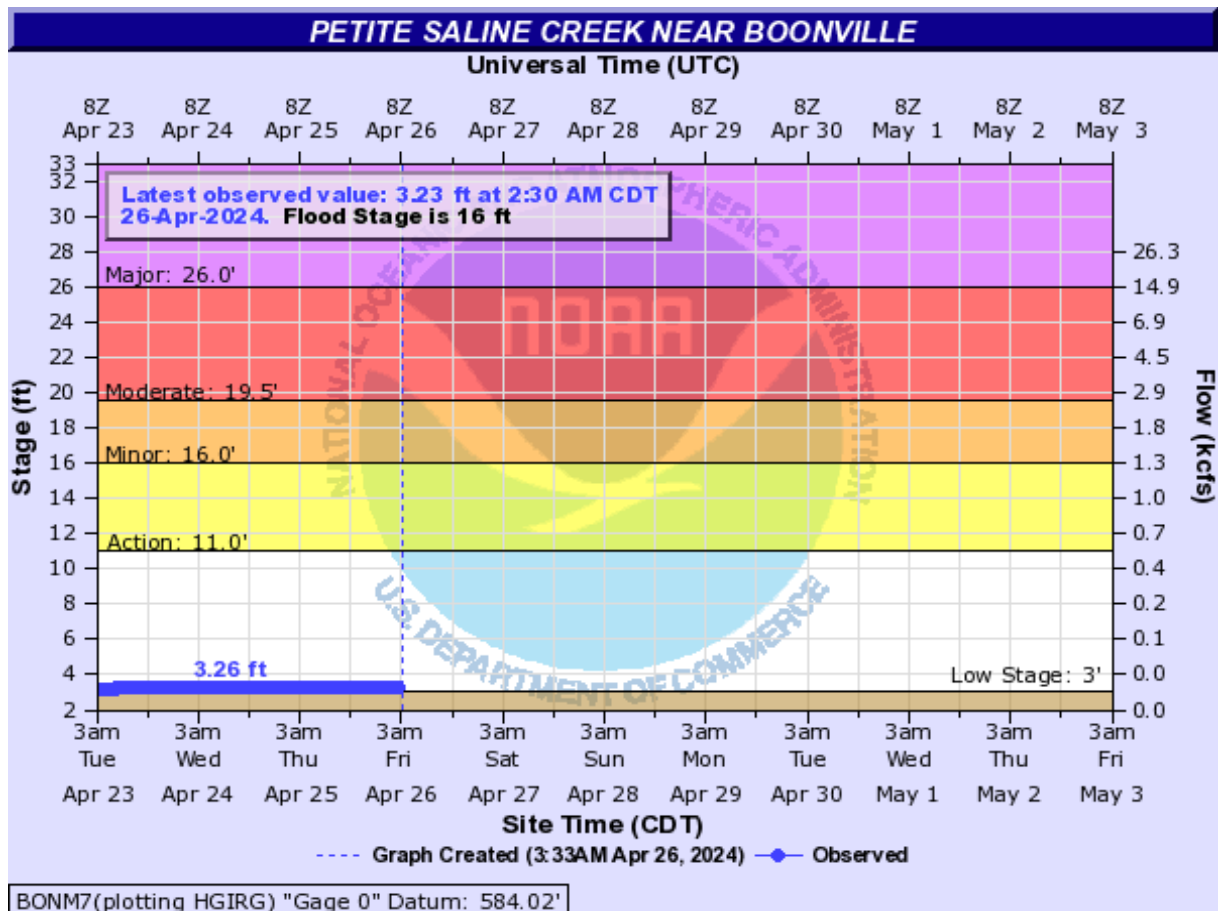 PETITE SALINE CREEK NEAR BOONVILLE
Universal Time (UTC)
8Z 8Z 8Z 8Z 8Z 8Z 8Z 8Z 8Z 8Z 8Z
Apr 23 Apr 24 Apr 25 Apr 26 Apr 27 Apr 28 Apr 29 Apr 30 May 1 May 2 May 3
33
32
Latest observed value: 3.23 ft at 2:30 AM CDT
26-Apr-2024. Flood Stage is 16 ft
30
28 26.3
Major: 26.0'
26 14.9
24 6.9
22 4.5
Moderate: 19.5'
20 2.9
18 1.8
Minor: 16.0'
16 1.3
14 1.0
12 0.7
Action: 11.0'
10 0.4
8 0.2
6 0.1
3.26 ft
4 0.0
Low Stage: 3'
2 0.0
Stage (ft)
Flow (kcfs)
NATIONAL OCEANIC AND ATMOSPHERIC ADMINISTRATION
NOAA
U.S. DEPARTMENT OF COMMERCE
3am 3am 3am 3am 3am 3am 3am 3am 3am 3am 3am
Tue Wed Thu Fri Sat Sun Mon Tue Wed Thu Fri
Apr 23 Apr 24 Apr 25 Apr 26 Apr 27 Apr 28 Apr 29 Apr 30 May 1 May 2 May 3
Site Time (CDT)
Graph Created (3:33AM Apr 26, 2024) Observed
BONM7(plotting HGIRG) "Gage 0" Datum: 584.02'